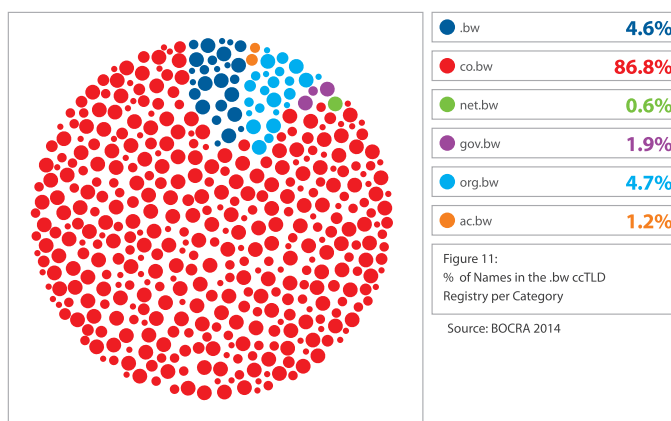 .bw 4.6%
co.bw 86.8%
net.bw 0.6%
gov.bw 1.9%
org.bw 4.7%
ac.bw 1.2%
Figure 11:
% of Names in the .bw ccTLD
Registry per Category
Source: BOCRA 2014